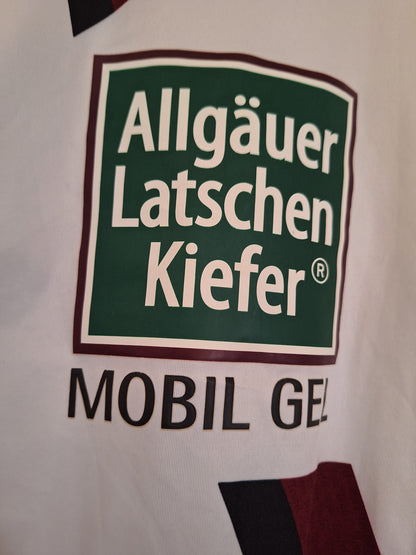 Allgäuer
Latschen
Kiefer®
MOBIL GEL